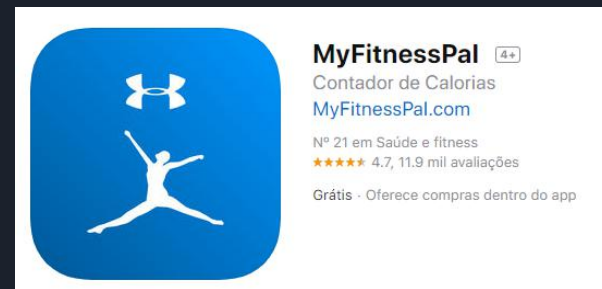 MyFitnessPal 4+
Contador de Calorias
MyFitnessPal.com
Nº 21 em Saúde e fitness
★★★★★ 4.7, 11.9 mil avaliações
Grátis · Oferece compras dentro do app